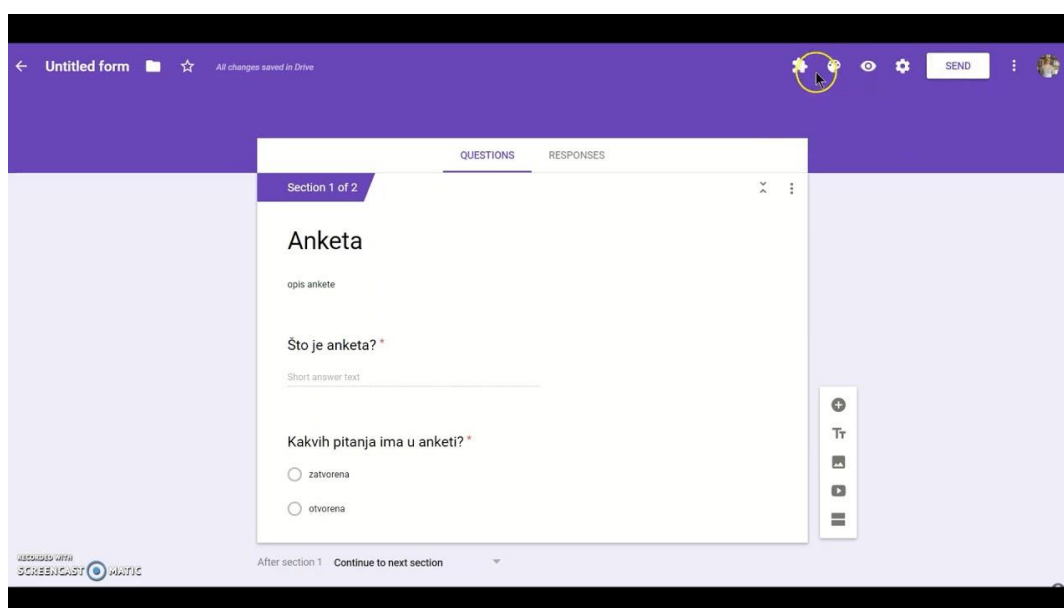 Untitled form
All changes saved in Drive
SEND
QUESTIONS RESPONSES
Section 1 of 2
Anketa
opis ankete
Što je anketa? *
Short answer text
Kakvih pitanja ima u anketi? *
zatvorena
otvorena
After section 1 Continue to next section
RECORDED WITH
SCREENCAST MATIC